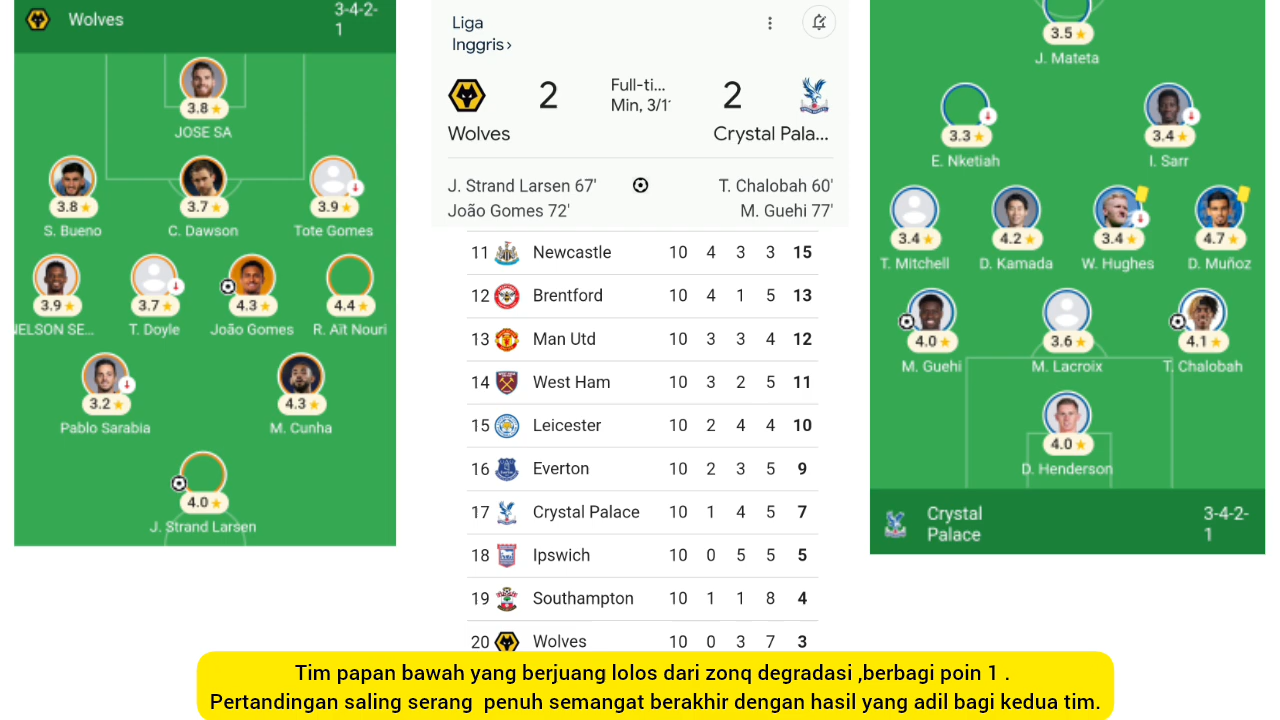 Wolves
3-4-2-
1
3.8
JOSE SA
3.8
3.7
3.9
S. Bueno
C. Dawson
Tote Gomes
3.9
3.7
4.3
4.4
NELSON SE...
T. Doyle
João Gomes
R. Aït Nouri
3.2
4.3
Pablo Sarabia
M. Cunha
4.0
J. Strand Larsen
Liga
Inggris ›
2
Full-ti...
Min, 3/1
2
Wolves
Crystal Pala...
J. Strand Larsen 67'
T. Chalobah 60'
João Gomes 72'
M. Guehi 77'
11 Newcastle 10 4 3 3 15
12 Brentford 10 4 1 5 13
13 Man Utd 10 3 3 4 12
14 West Ham 10 3 2 5 11
15 Leicester 10 2 4 4 10
16 Everton 10 2 3 5 9
17 Crystal Palace 10 1 4 5 7
18 Ipswich 10 0 5 5 5
19 Southampton 10 1 1 8 4
20 Wolves 10 0 3 7 3
3.5
J. Mateta
3.3
3.4
E. Nketiah
I. Sarr
3.4
4.2
3.4
4.7
T. Mitchell
D. Kamada
W. Hughes
D. Muñoz
4.0
3.6
4.1
M. Guehi
M. Lacroix
T. Chalobah
4.0
D. Henderson
Crystal
Palace
3-4-2-
1
Tim papan bawah yang berjuang lolos dari zonq degradasi ,berbagi poin 1 .
Pertandingan saling serang penuh semangat berakhir dengan hasil yang adil bagi kedua tim.